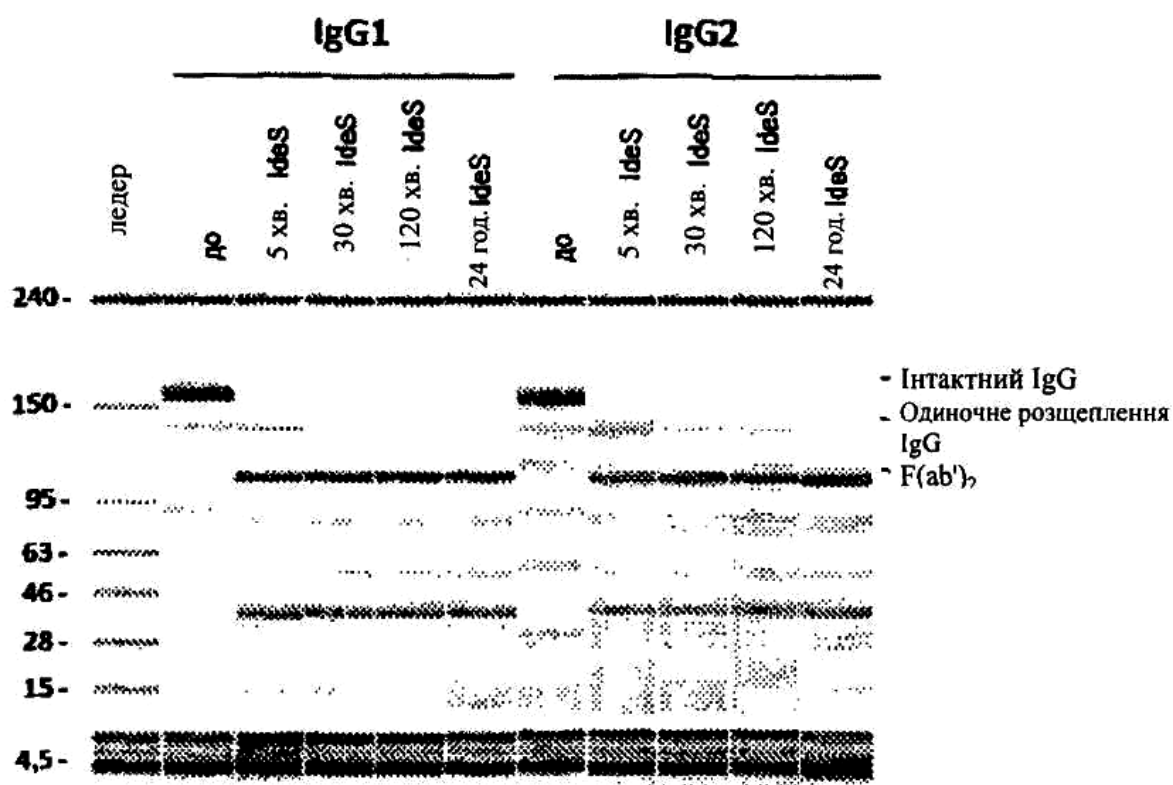 IgG1 IgG2
ледер
до
5 хв. IdeS
30 хв. IdeS
120 хв. IdeS
24 год. IdeS
до
5 хв. IdeS
30 хв. IdeS
120 хв. IdeS
24 год. IdeS
240 -
150 -
95 -
63 -
46 -
28 -
15 -
4,5 -
- Інтактний IgG
- Одиночне розщеплення
IgG
- F(ab')₂